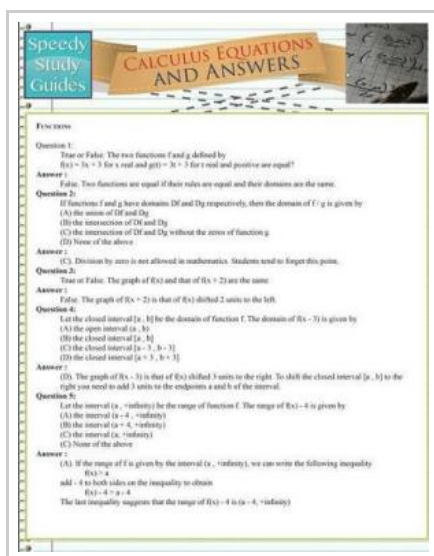 Speedy
Study
Guides
CALCULUS EQUATIONS
AND ANSWERS
FUNCTIONS
Question 1:
True or False. The two functions f and g defined by
f(x) = 3x + 3 for x real and g(t) = 3t + 3 for t real and positive are equal?
Answer :
False. Two functions are equal if their rules are equal and their domains are the same.
Question 2:
If functions f and g have domains Df and Dg respectively, then the domain of f / g is given by
(A) the union of Df and Dg
(B) the intersection of Df and Dg
(C) the intersection of Df and Dg without the zeros of function g
(D) None of the above
Answer :
(C). Division by zero is not allowed in mathematics. Students tend to forget this point.
Question 3:
True or False. The graph of f(x) and that of f(x + 2) are the same
Answer :
False. The graph of f(x + 2) is that of f(x) shifted 2 units to the left.
Question 4:
Let the closed interval [a , b] be the domain of function f. The domain of f(x - 3) is given by
(A) the open interval (a , b)
(B) the closed interval [a , b]
(C) the closed interval [a - 3 , b - 3]
(D) the closed interval [a + 3 , b + 3]
Answer :
(D). The graph of f(x - 3) is that of f(x) shifted 3 units to the right. To shift the closed interval [a , b] to the
right you need to add 3 units to the endpoints a and b of the interval.
Question 5:
Let the interval (a , +infinity) be the range of function f. The range of f(x) - 4 is given by
(A) the interval (a - 4 , +infinity)
(B) the interval (a + 4, +infinity)
(C) the interval (a, +infinity)
(C) None of the above
Answer :
(A). If the range of f is given by the interval (a , +infinity), we can write the following inequality
f(x) > a
add - 4 to both sides on the inequality to obtain
f(x) - 4 > a - 4
The last inequality suggests that the range of f(x) - 4 is (a - 4, +infinity)